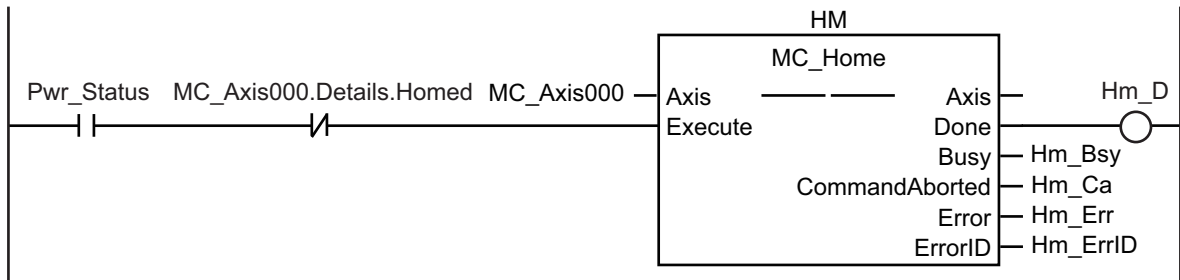 HM
MC_Home
Pwr_Status MC_Axis000.Details.Homed MC_Axis000 Axis Axis Hm_D
Execute Done
Busy Hm_Bsy
CommandAborted Hm_Ca
Error Hm_Err
ErrorID Hm_ErrID